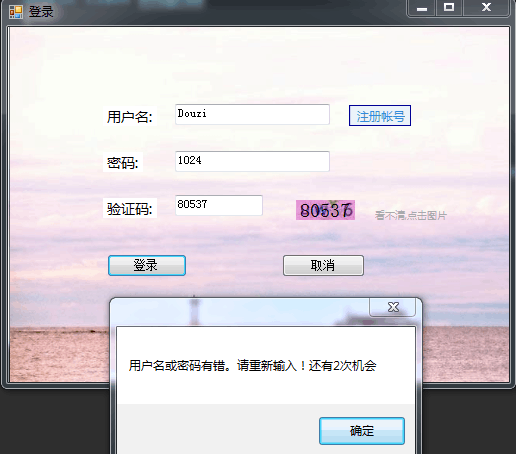 登录
用户名: Douzi 注册帐号
密码: 1024
验证码: 80537 80537 看不清,点击图片
登录 取消
用户名或密码有错。请重新输入！还有2次机会
确定